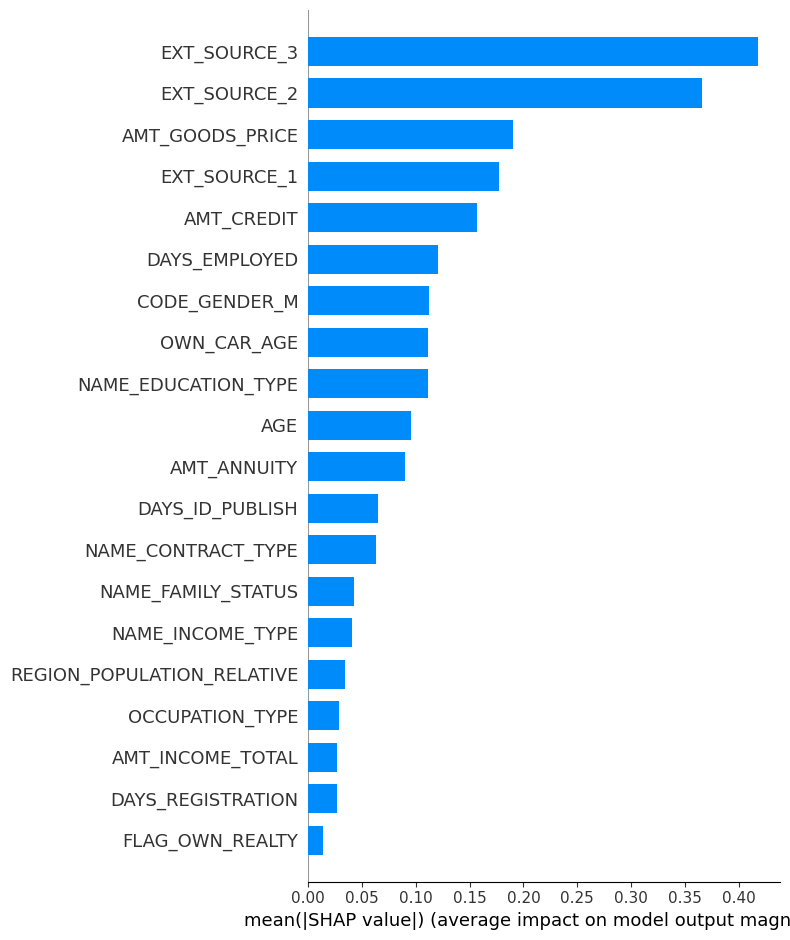 EXT_SOURCE_3
EXT_SOURCE_2
AMT_GOODS_PRICE
EXT_SOURCE_1
AMT_CREDIT
DAYS_EMPLOYED
CODE_GENDER_M
OWN_CAR_AGE
NAME_EDUCATION_TYPE
AGE
AMT_ANNUITY
DAYS_ID_PUBLISH
NAME_CONTRACT_TYPE
NAME_FAMILY_STATUS
NAME_INCOME_TYPE
REGION_POPULATION_RELATIVE
OCCUPATION_TYPE
AMT_INCOME_TOTAL
DAYS_REGISTRATION
FLAG_OWN_REALTY
0.00 0.05 0.10 0.15 0.20 0.25 0.30 0.35 0.40
mean(|SHAP value|) (average impact on model output magn